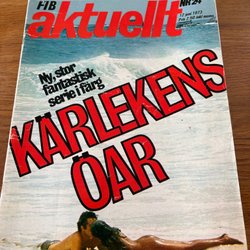 FIB
aktuellt
NR 24
Ny, stor
fantastisk
serie i färg
KÄRLEKENS
ÖAR